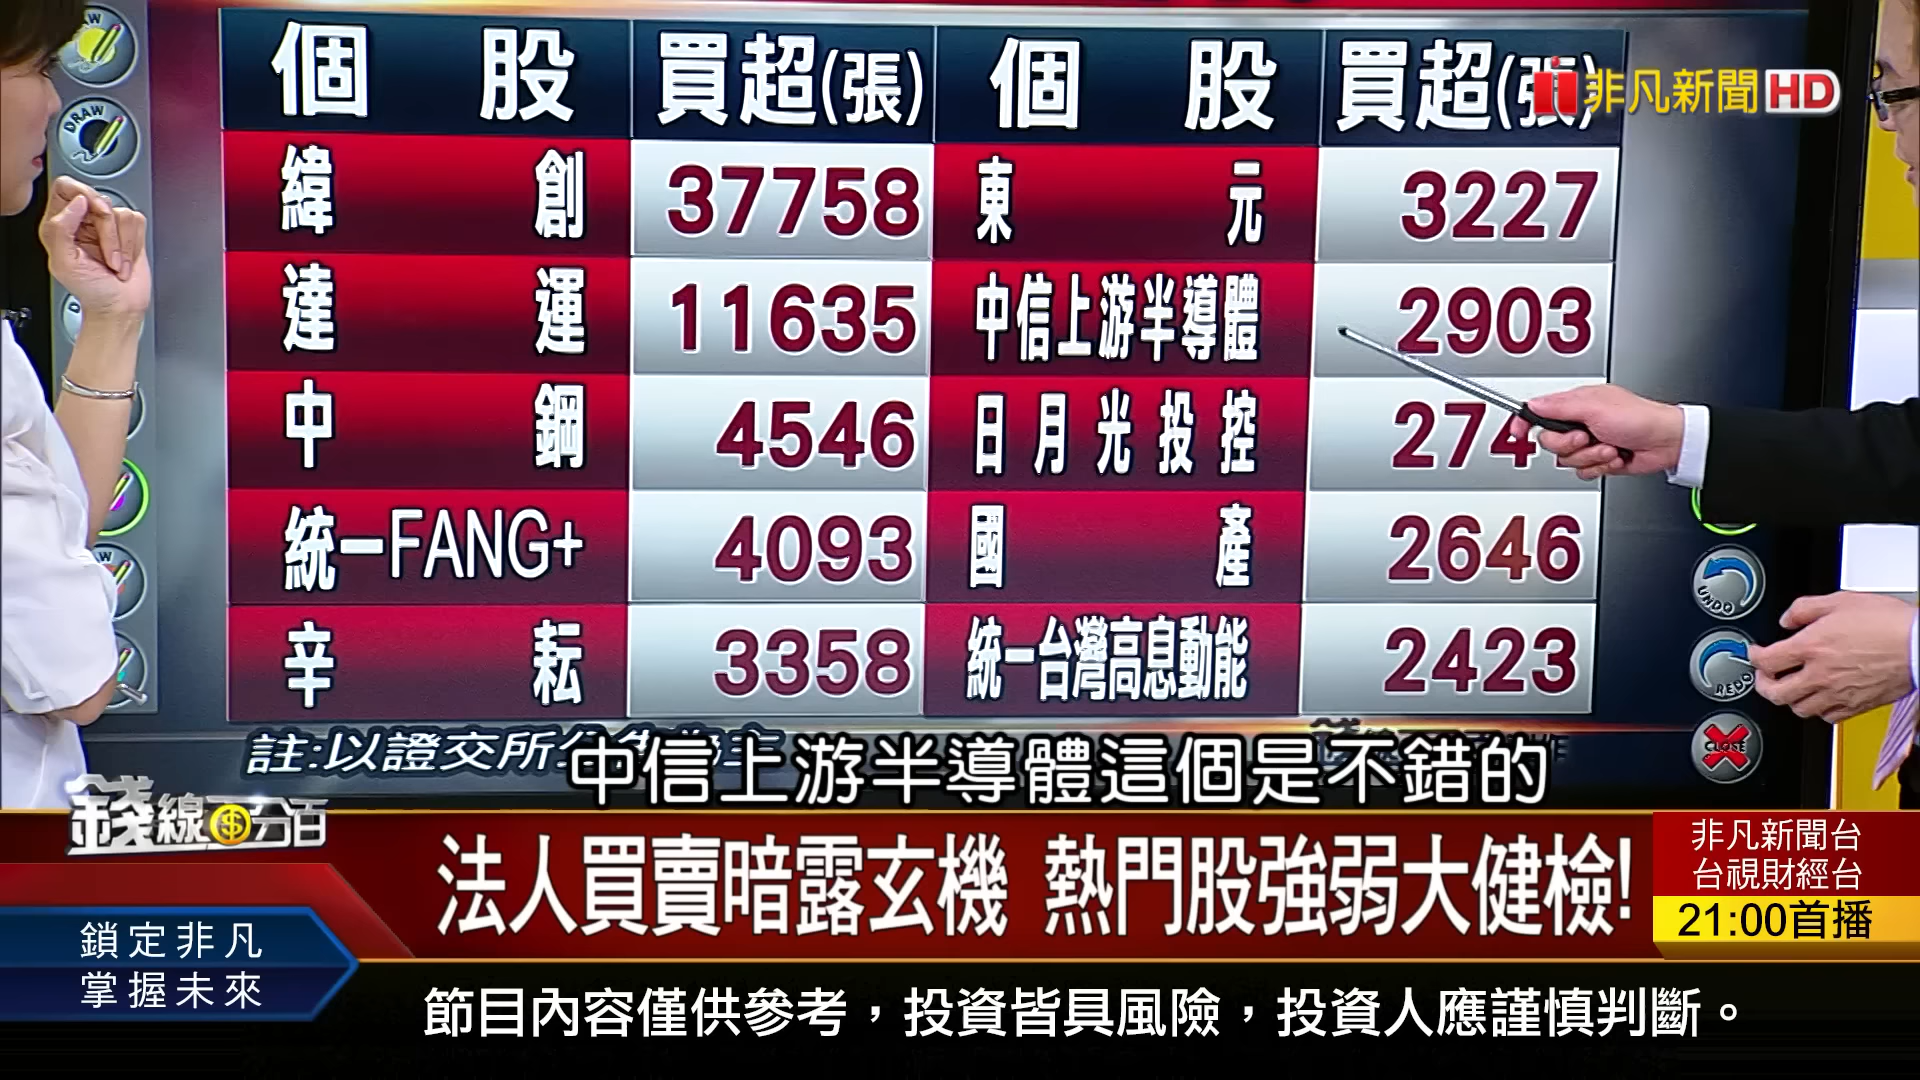 個股 買超(張) 個股 買超(張)
非凡新聞HD
緯創 37758 東元 3227
達運 11635 中信上游半導體 2903
中鋼 4546 日月光投控 274
統一FANG+ 4093 國產 2646
辛耘 3358 統一台灣高息動能 2423
DRAW
DRAW
UNDO
REDO
CLOSE
註:以證交所公
中信上游半導體這個是不錯的
錢線百分百
法人買賣暗露玄機 熱門股強弱大健檢!
非凡新聞台
台視財經台
21:00首播
鎖定非凡
掌握未來
節目內容僅供參考，投資皆具風險，投資人應謹慎判斷。